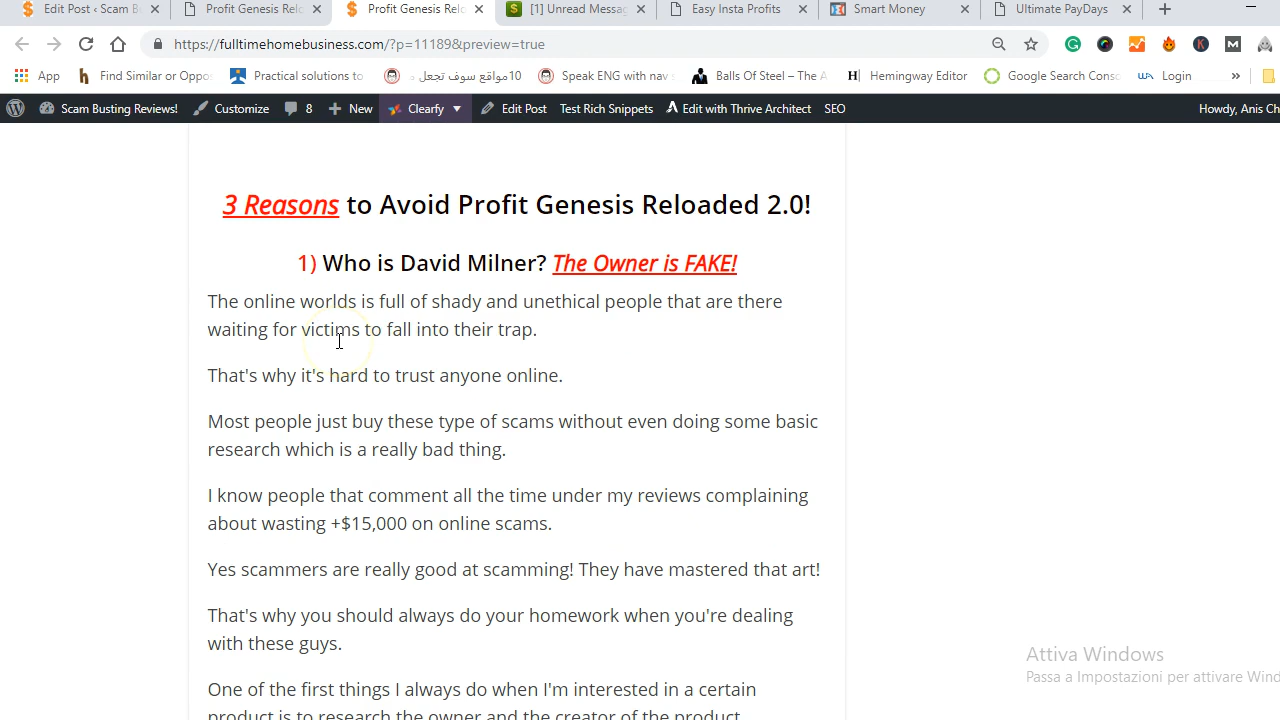 Edit Post ‹ Scam B
Profit Genesis Relo
Profit Genesis Relo
[1] Unread Messag
Easy Insta Profits
Smart Money
Ultimate PayDays
https://fulltimehomebusiness.com/?p=11189&preview=true
App
Find Similar or Oppo
Practical solutions to
10مواقع سوف تجعل
Speak ENG with nav
Balls Of Steel – The A
Hemingway Editor
Google Search Conso
Login
»
Scam Busting Reviews!
Customize
8
New
Clearfy
Edit Post
Test Rich Snippets
Edit with Thrive Architect
SEO
Howdy, Anis Ch
3 Reasons to Avoid Profit Genesis Reloaded 2.0!
1) Who is David Milner? The Owner is FAKE!
The online worlds is full of shady and unethical people that are there
waiting for victims to fall into their trap.
That's why it's hard to trust anyone online.
Most people just buy these type of scams without even doing some basic
research which is a really bad thing.
I know people that comment all the time under my reviews complaining
about wasting +$15,000 on online scams.
Yes scammers are really good at scamming! They have mastered that art!
That's why you should always do your homework when you're dealing
with these guys.
One of the first things I always do when I'm interested in a certain
product is to research the owner and the creator of the product
Attiva Windows
Passa a Impostazioni per attivare Wind